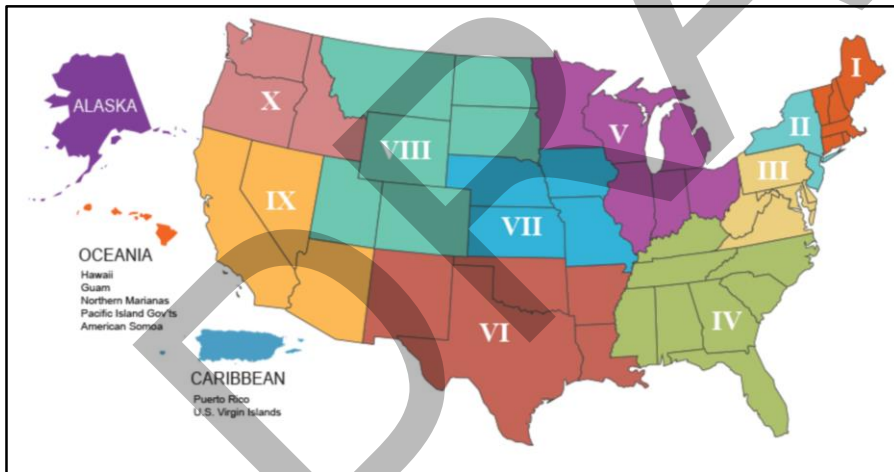 ALASKA
X
VIII
V
I
II
III
IX
VII
VI
IV
OCEANIA
Hawaii
Guam
Northern Marianas
Pacific Island Gov'ts
American Somoa
CARIBBEAN
Puerto Rico
U.S. Virgin Islands